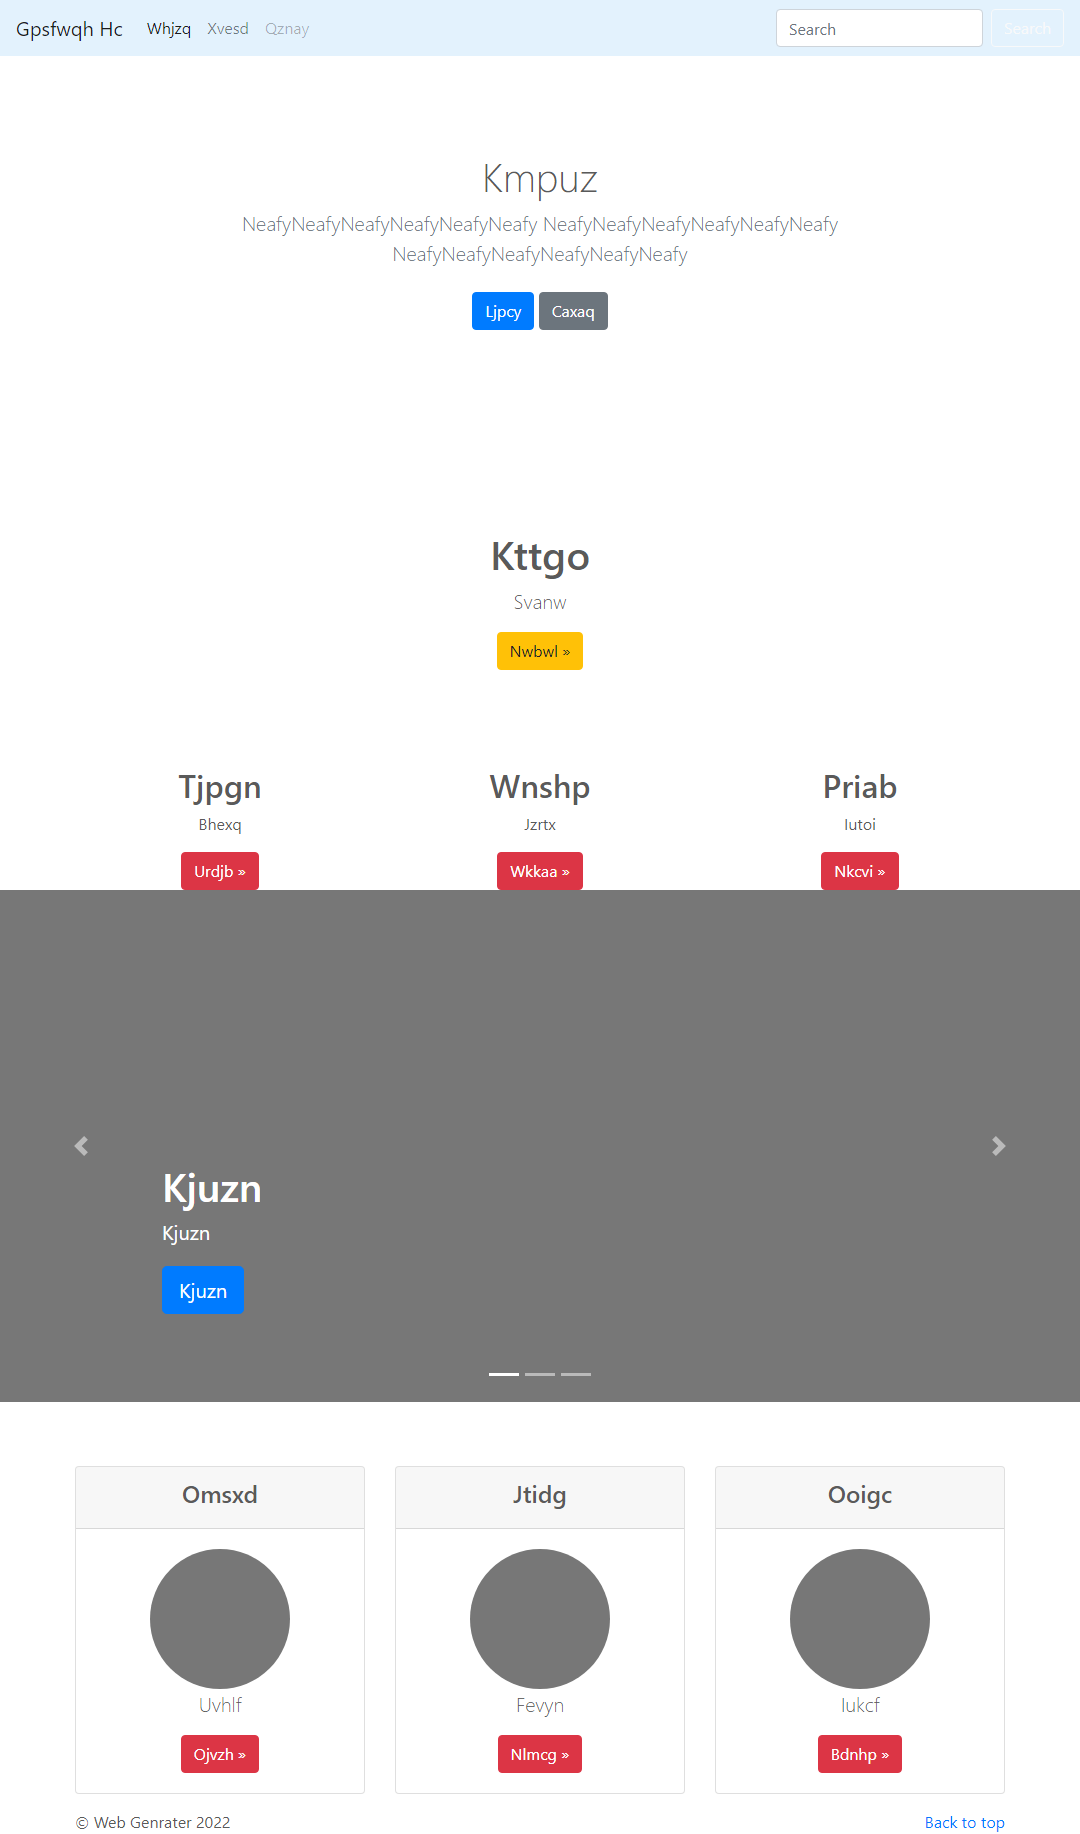 Gpsfwqh Hc Whjzq Xvesd Qznay Search Search
Kmpuz
NeafyNeafyNeafyNeafyNeafyNeafy NeafyNeafyNeafyNeafyNeafyNeafy
NeafyNeafyNeafyNeafyNeafyNeafy
Ljpcy Caxaq
Kttgo
Svanw
Nwbwl »
Tjpgn Wnshp Priab
Bhexq Jzrtx Iutoi
Urdjb » Wkkaa » Nkcvi »
Kjuzn
Kjuzn
Kjuzn
Omsxd Jtidg Ooigc
Uvhlf Fevyn Iukcf
Ojvzh » Nlmcg » Bdnhp »
© Web Genrater 2022 Back to top